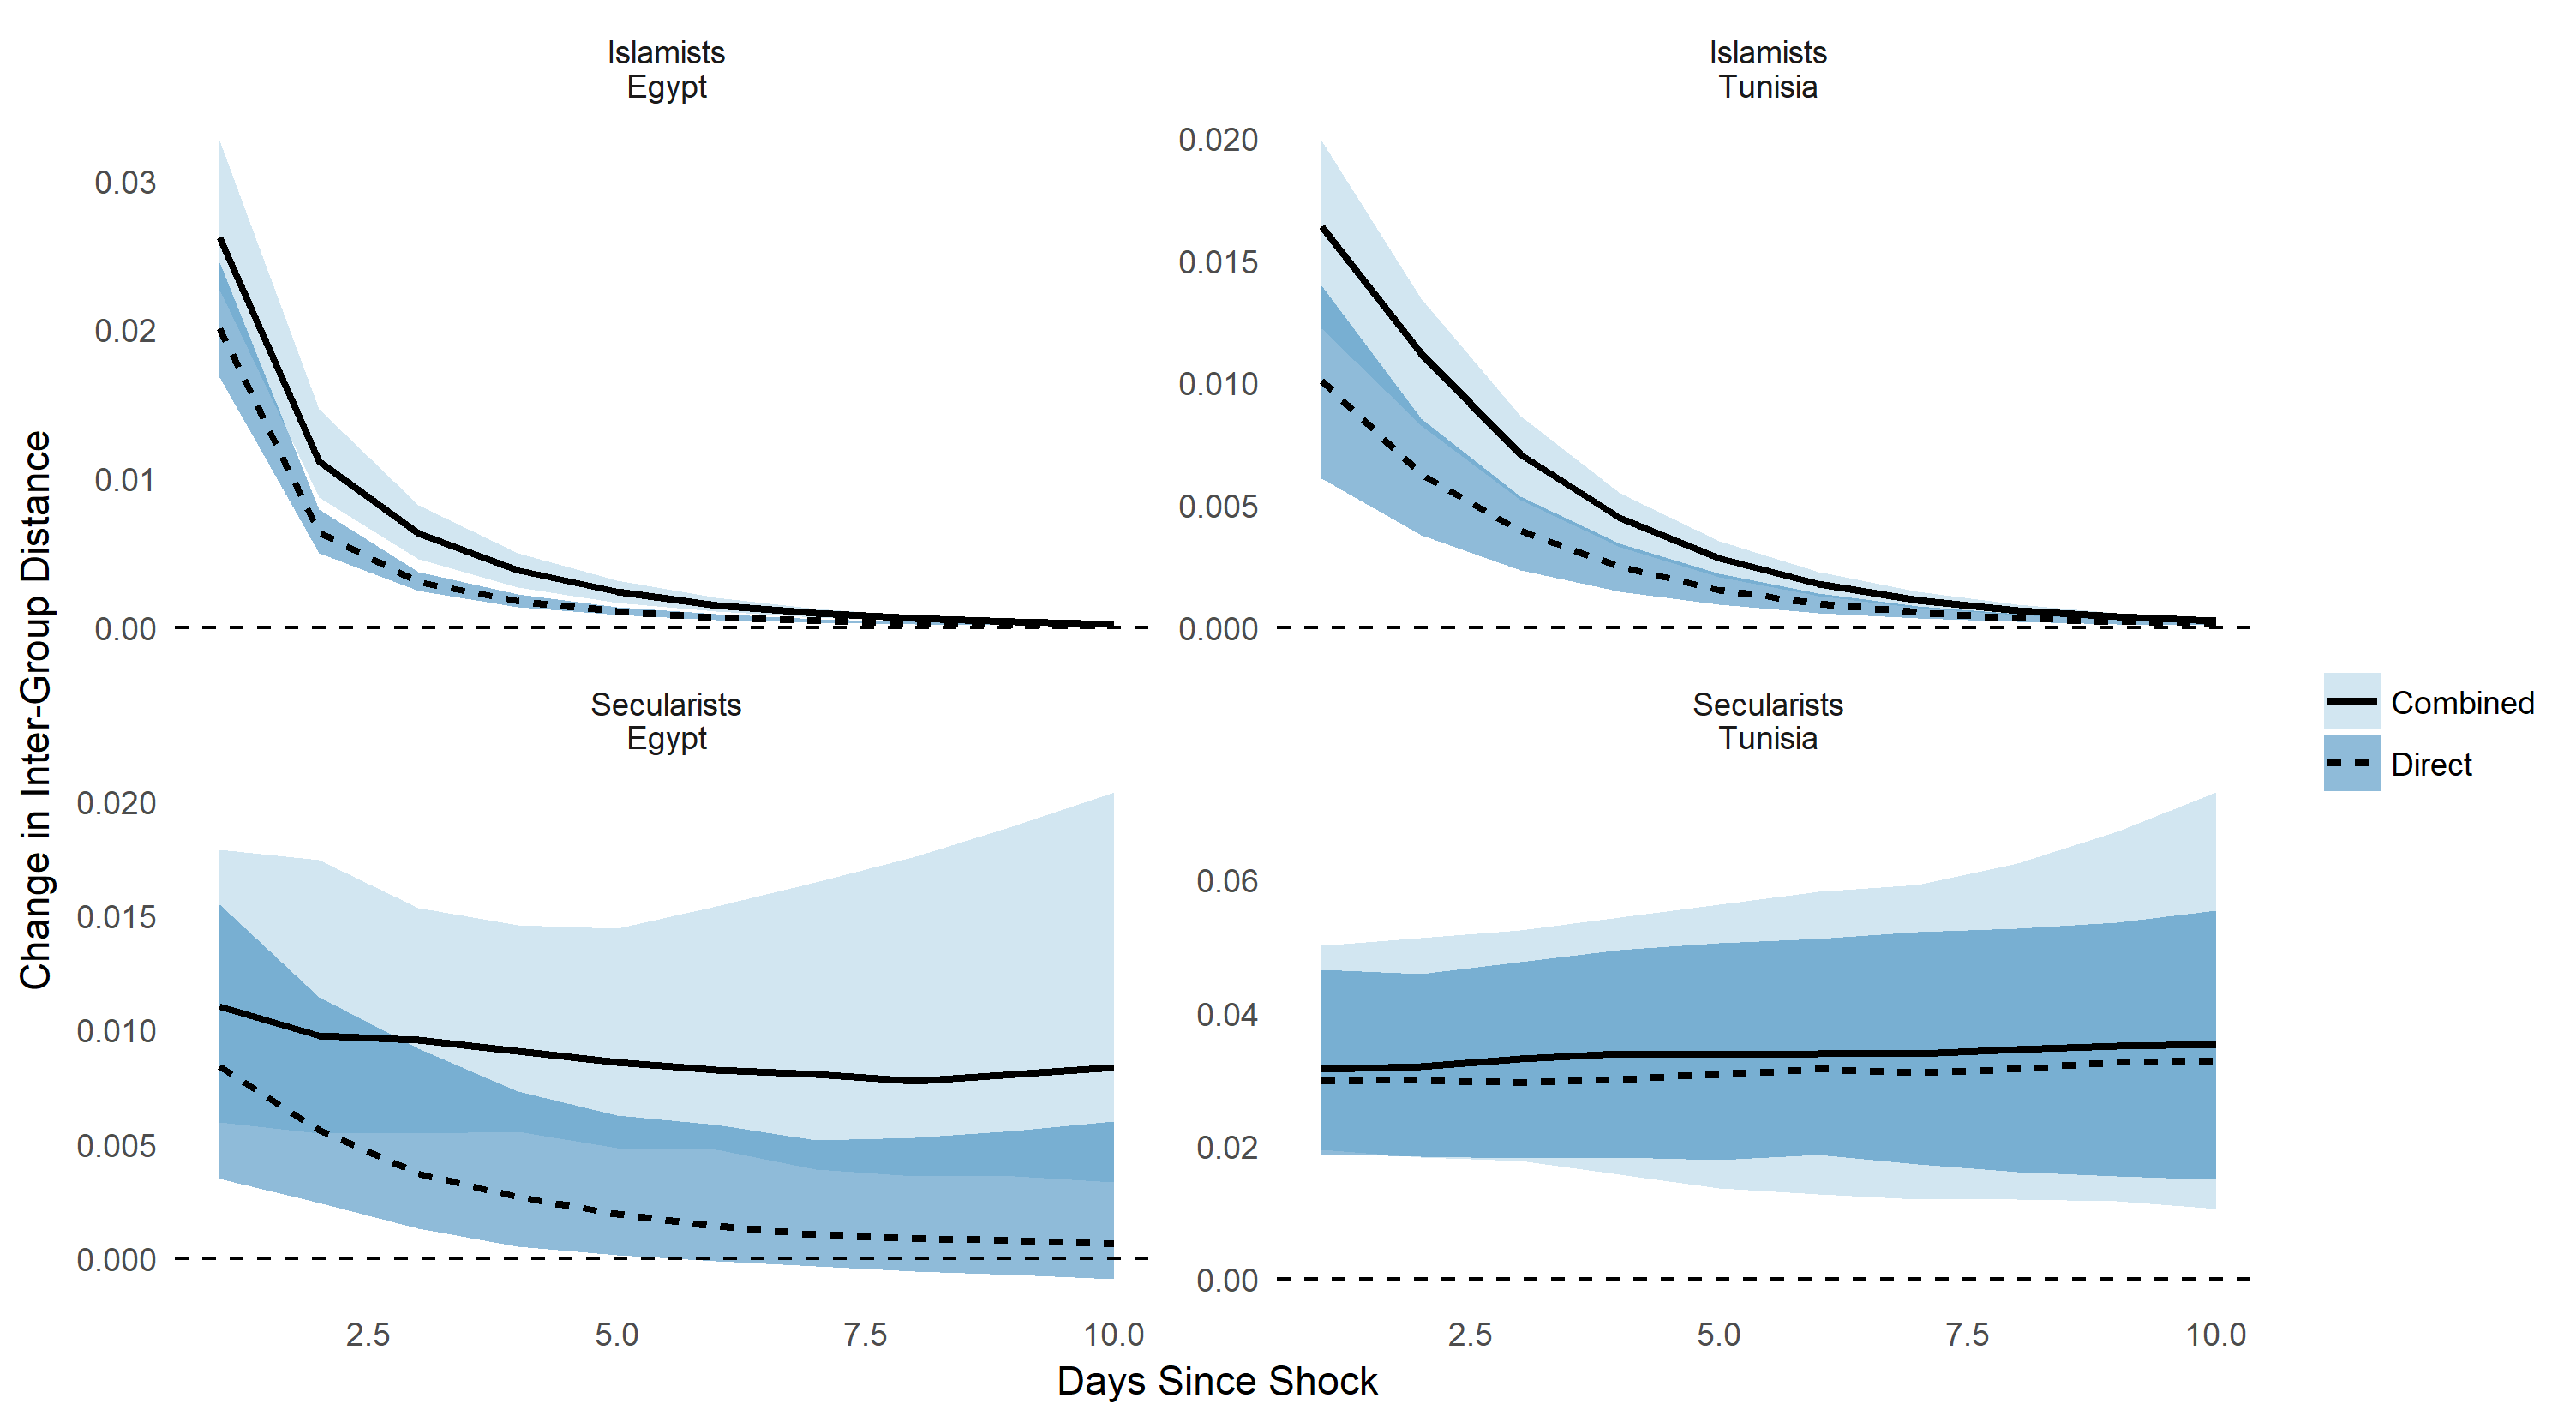 Islamists
Egypt
Islamists
Tunisia
0.03
0.02
0.01
0.00
0.020
0.015
0.010
0.005
0.000
Change in Inter-Group Distance
Secularists
Egypt
Secularists
Tunisia
0.020
0.015
0.010
0.005
0.000
0.06
0.04
0.02
0.00
Combined
Direct
2.5 5.0 7.5 10.0
2.5 5.0 7.5 10.0
Days Since Shock